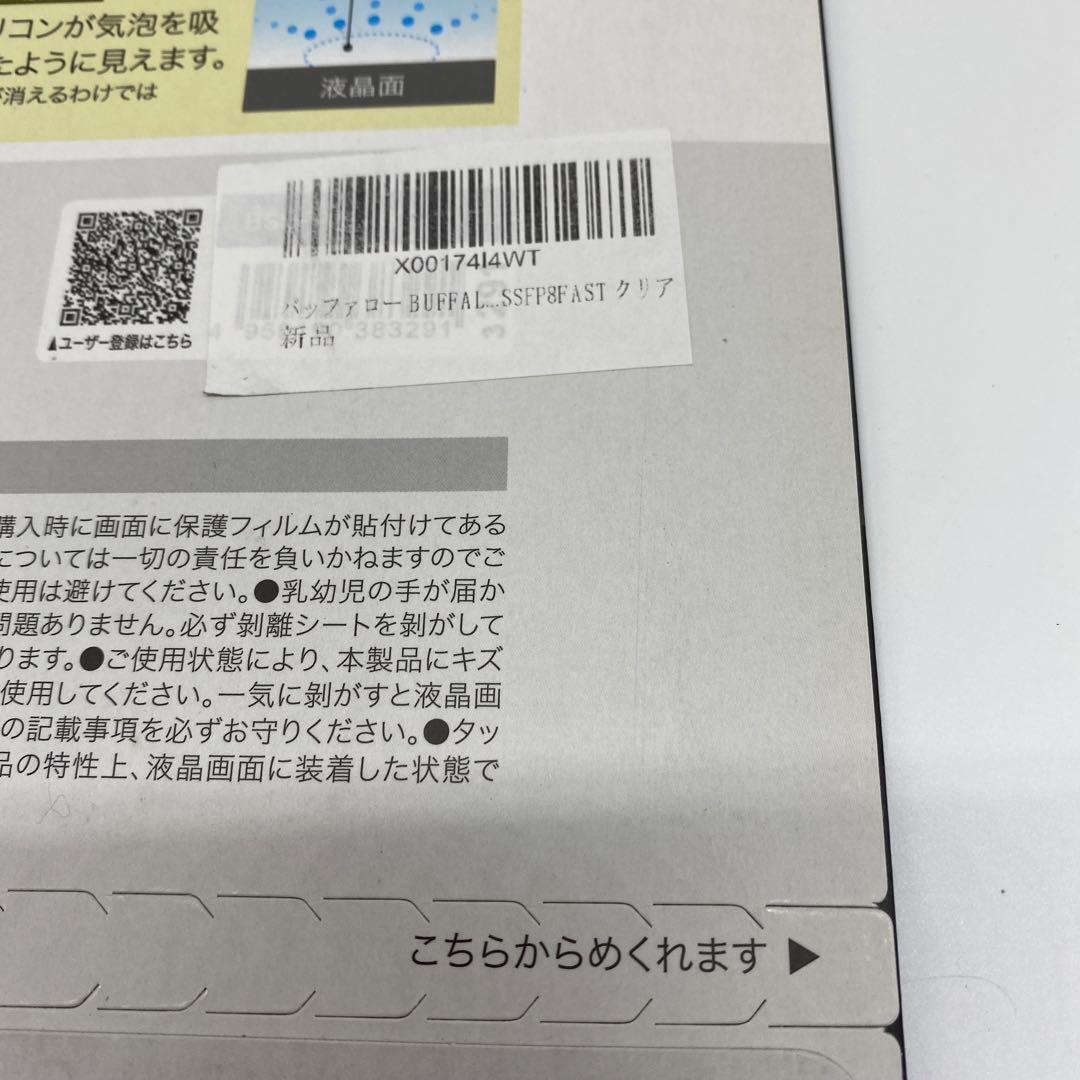 リコンが気泡を吸
たように見えます。
が消えるわけでは
液晶面
X00174I4WT
バッファロー BUFFAL...SSFP8FAST クリア
新品
▲ユーザー登録はこちら
383291
購入時に画面に保護フィルムが貼付けてある
については一切の責任を負いかねますのでご
使用は避けてください。●乳幼児の手が届か
問題ありません。必ず剝離シートを剝がして
ります。●ご使用状態により、本製品にキズ
使用してください。一気に剝がすと液晶画
の記載事項を必ずお守りください。●タッ
品の特性上、液晶画面に装着した状態で
こちらからめくれます ▶